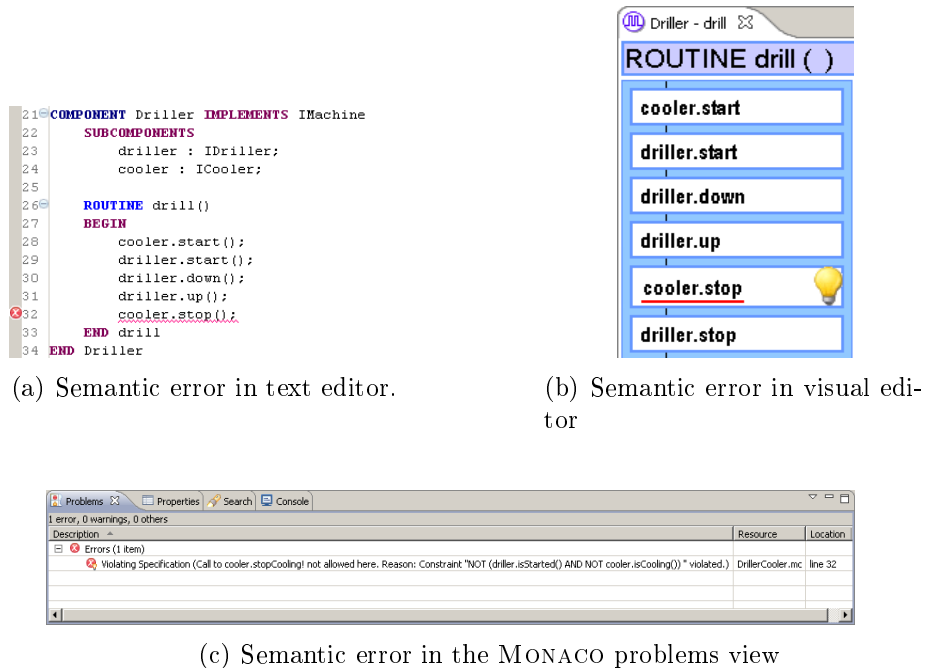 21 COMPONENT Driller IMPLEMENTS IMachine
22 SUBCOMPONENTS
23 driller : IDriller;
24 cooler : ICooler;
25
26 ROUTINE drill()
27 BEGIN
28 cooler.start();
29 driller.start();
30 driller.down();
31 driller.up();
32 cooler.stop();
33 END drill
34 END Driller
(a) Semantic error in text editor.
Driller - drill
ROUTINE drill ( )
cooler.start
driller.start
driller.down
driller.up
cooler.stop
driller.stop
(b) Semantic error in visual edi-
tor
Problems Properties Search Console
1 error, 0 warnings, 0 others
Description Resource Location
Errors (1 item)
Violating Specification (Call to cooler.stopCooling! not allowed here. Reason: Constraint "NOT (driller.isStarted() AND NOT cooler.isCooling()) " violated.) DrillerCooler.mc line 32
(c) Semantic error in the MONACO problems view